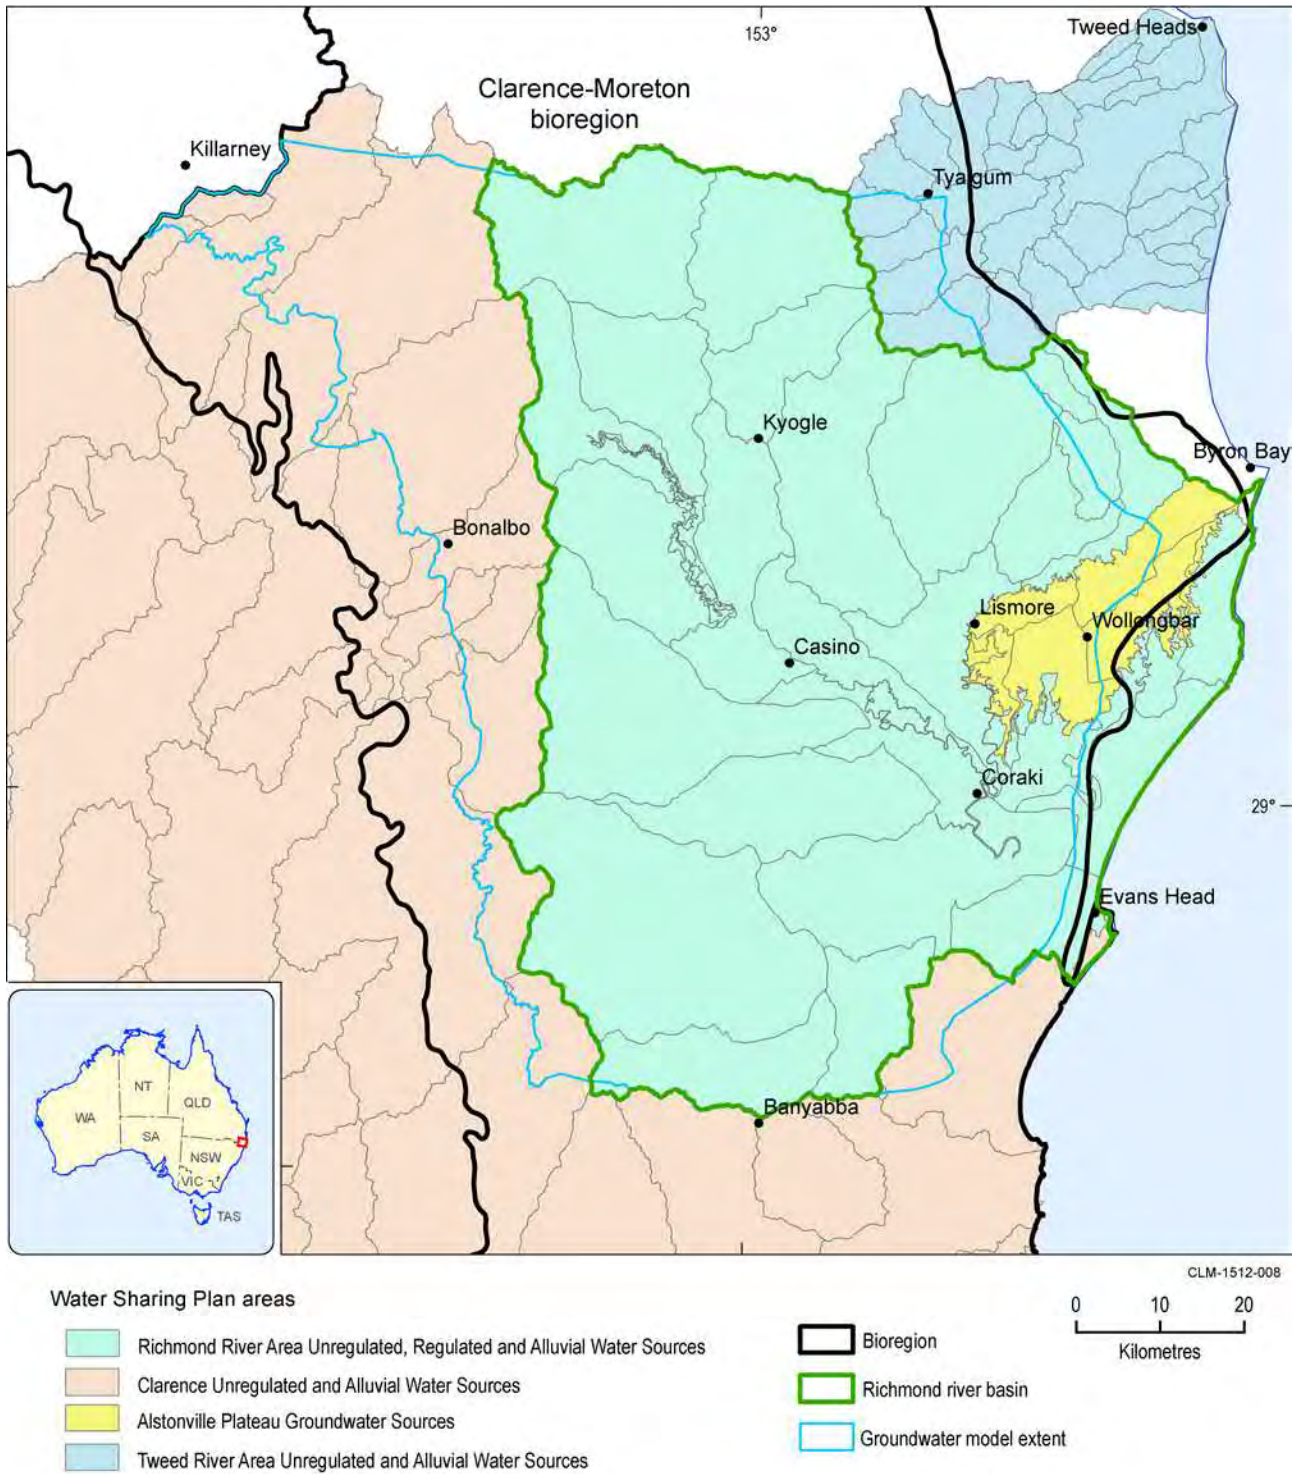 Tweed Heads
153°
Clarence-Moreton
bioregion
Killarney
Tyalgum
Kyogle
Byron Bay
Bonalbo
Lismore
Wollongbar
Casino
Coraki
29°
Evans Head
Banyabba
NT
QLD
WA
SA
NSW
VIC
TAS
CLM-1512-008
Water Sharing Plan areas
Richmond River Area Unregulated, Regulated and Alluvial Water Sources
Clarence Unregulated and Alluvial Water Sources
Alstonville Plateau Groundwater Sources
Tweed River Area Unregulated and Alluvial Water Sources
Bioregion
Richmond river basin
Groundwater model extent
0 10 20
Kilometres